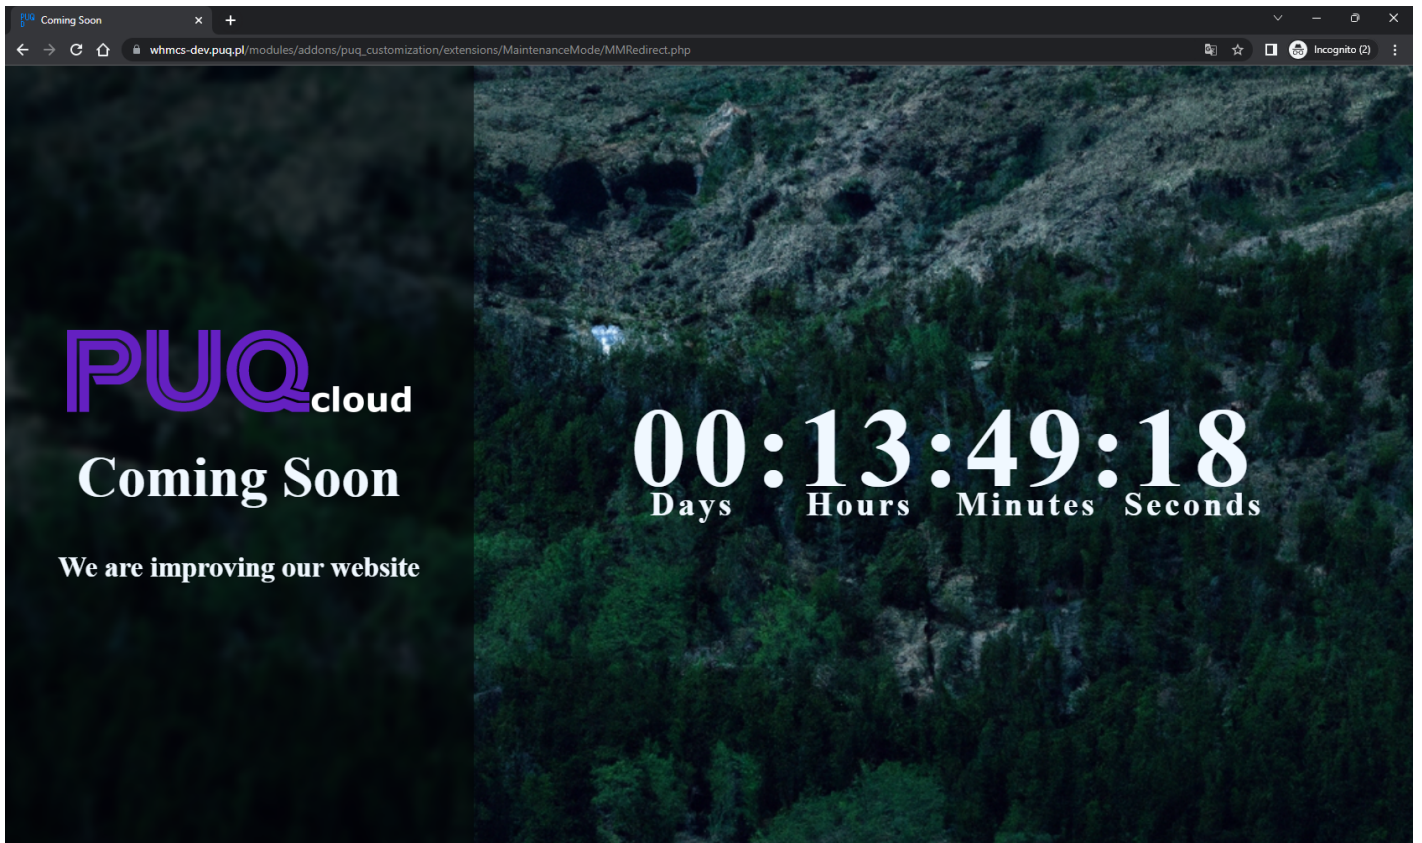 Coming Soon
whmcs-dev.puq.pl/modules/addons/puq_customization/extensions/MaintenanceMode/MMRedirect.php
Incognito (2)
PUQcloud
Coming Soon
We are improving our website
00:13:49:18
Days Hours Minutes Seconds